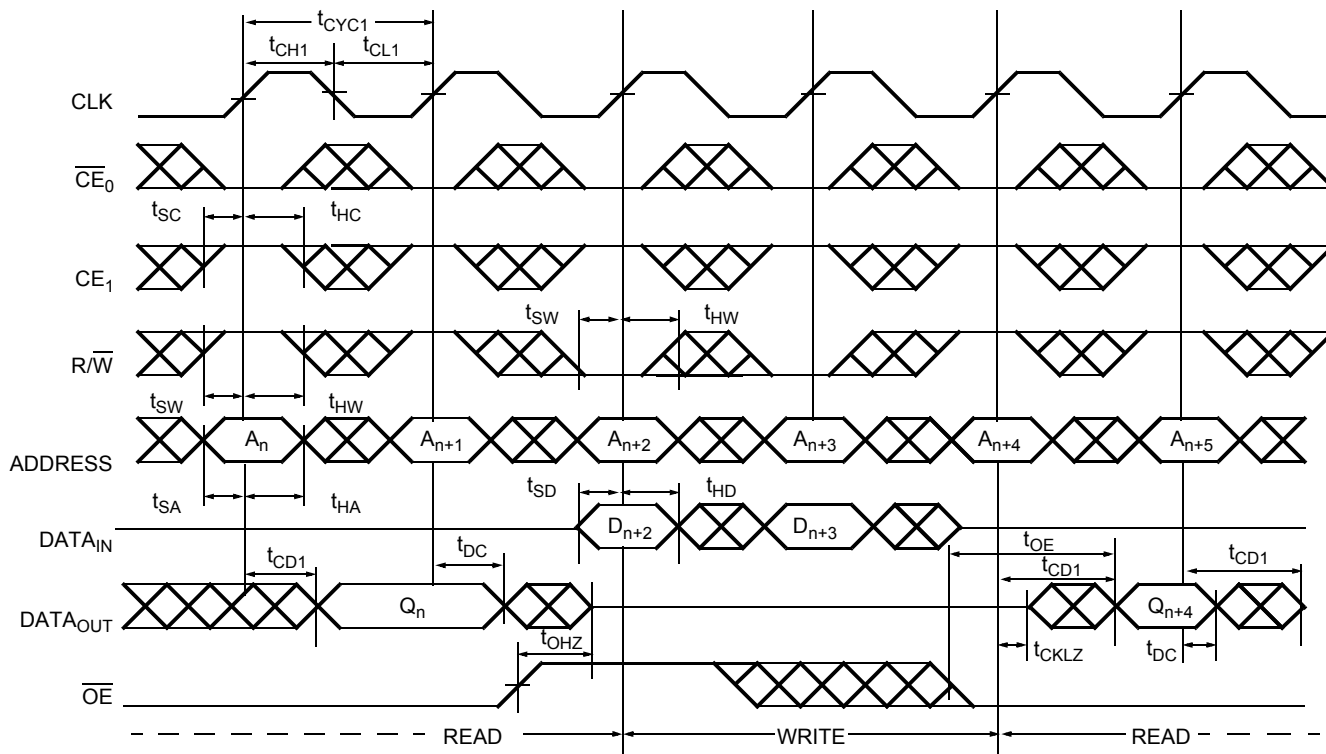 tCYC1
tCH1 tCL1
CLK
CE0
tSC tHC
CE1
tSW tHW
R/W
tSW tHW
ADDRESS An An+1 An+2 An+3 An+4 An+5
tSA tHA tSD tHD
DATAIN Dn+2 Dn+3
tOE
tCD1 tDC tCD1 tCD1
DATAOUT Qn Qn+4
tOHZ tCKLZ tDC
OE
READ WRITE READ